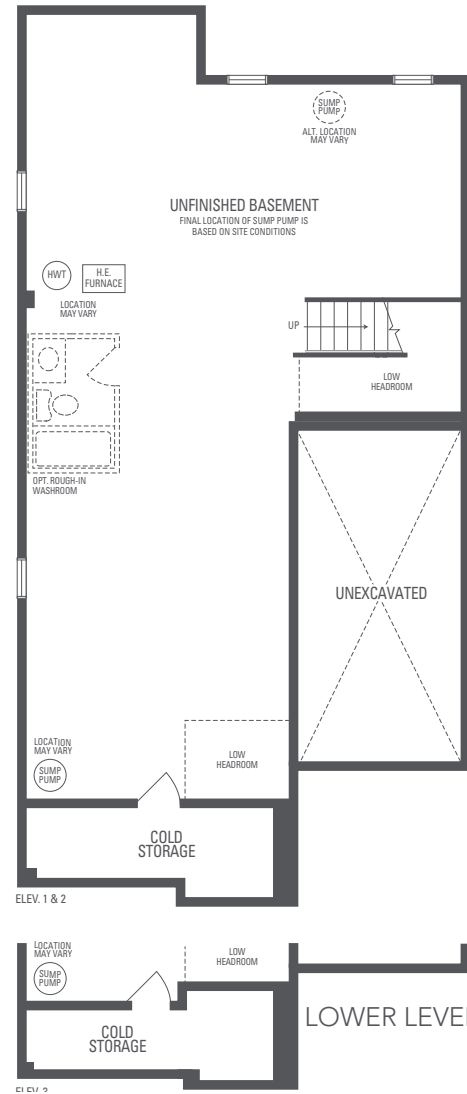 SUMP
PUMP
ALT. LOCATION
MAY VARY
UNFINISHED BASEMENT
FINAL LOCATION OF SUMP PUMP IS
BASED ON SITE CONDITIONS
HWT
H.E.
FURNACE
LOCATION
MAY VARY
UP
LOW
HEADROOM
OPT. ROUGH-IN
WASHROOM
UNEXCAVATED
LOCATION
MAY VARY
SUMP
PUMP
LOW
HEADROOM
COLD
STORAGE
ELEV. 1 & 2
LOCATION
MAY VARY
SUMP
PUMP
LOW
HEADROOM
COLD
STORAGE
LOWER LEVEL
ELEV. 3